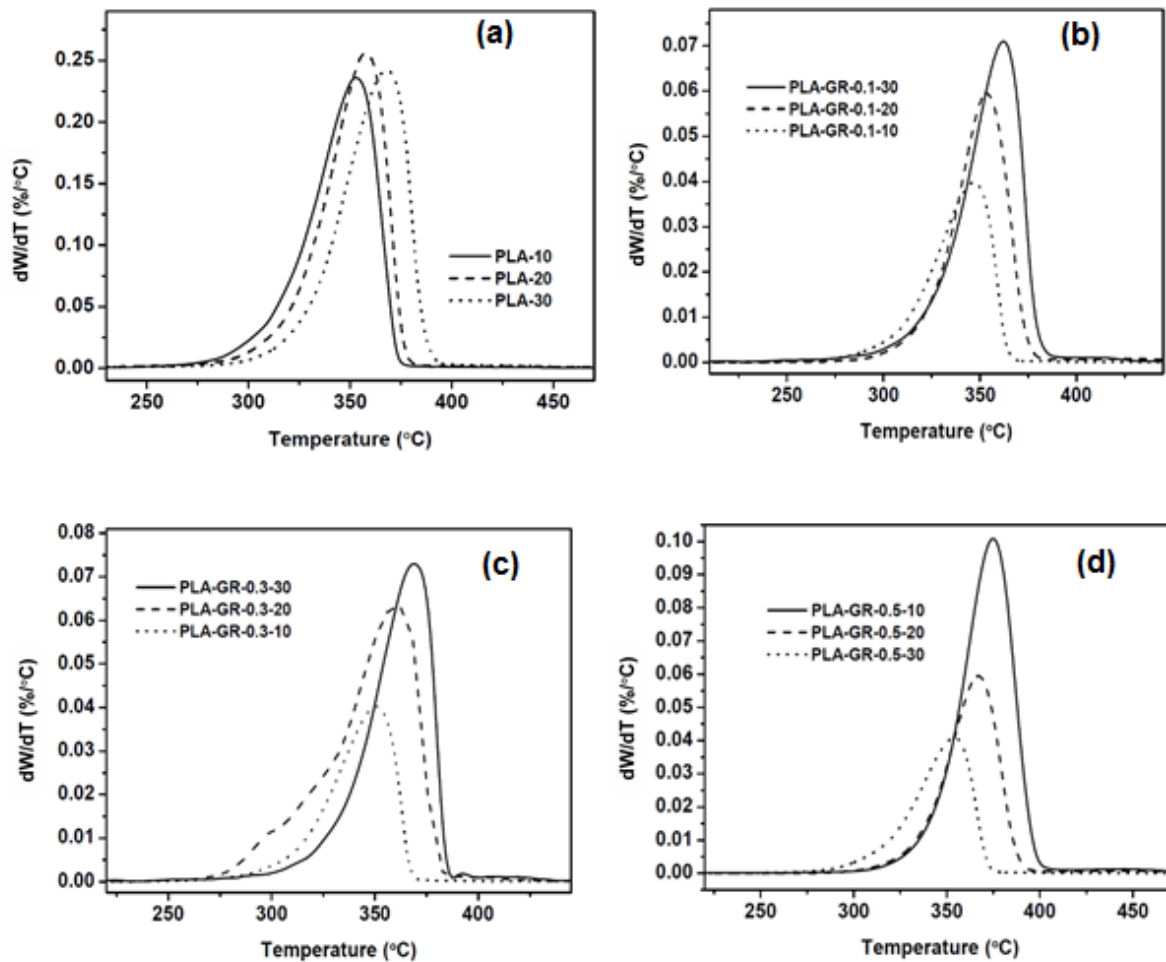 (a)
dW/dT (%/°C)
0.25
0.20
0.15
0.10
0.05
0.00
PLA-10
PLA-20
PLA-30
250 300 350 400 450
Temperature (°C)
(b)
dW/dT (%/°C)
0.07
0.06
0.05
0.04
0.03
0.02
0.01
0.00
PLA-GR-0.1-30
PLA-GR-0.1-20
PLA-GR-0.1-10
250 300 350 400
Temperature (°C)
(c)
dW/dT (%/°C)
0.08
0.07
0.06
0.05
0.04
0.03
0.02
0.01
0.00
PLA-GR-0.3-30
PLA-GR-0.3-20
PLA-GR-0.3-10
250 300 350 400
Temperature (°C)
(d)
dW/dT (%/°C)
0.10
0.09
0.08
0.07
0.06
0.05
0.04
0.03
0.02
0.01
0.00
PLA-GR-0.5-10
PLA-GR-0.5-20
PLA-GR-0.5-30
250 300 350 400 450
Temperature (°C)